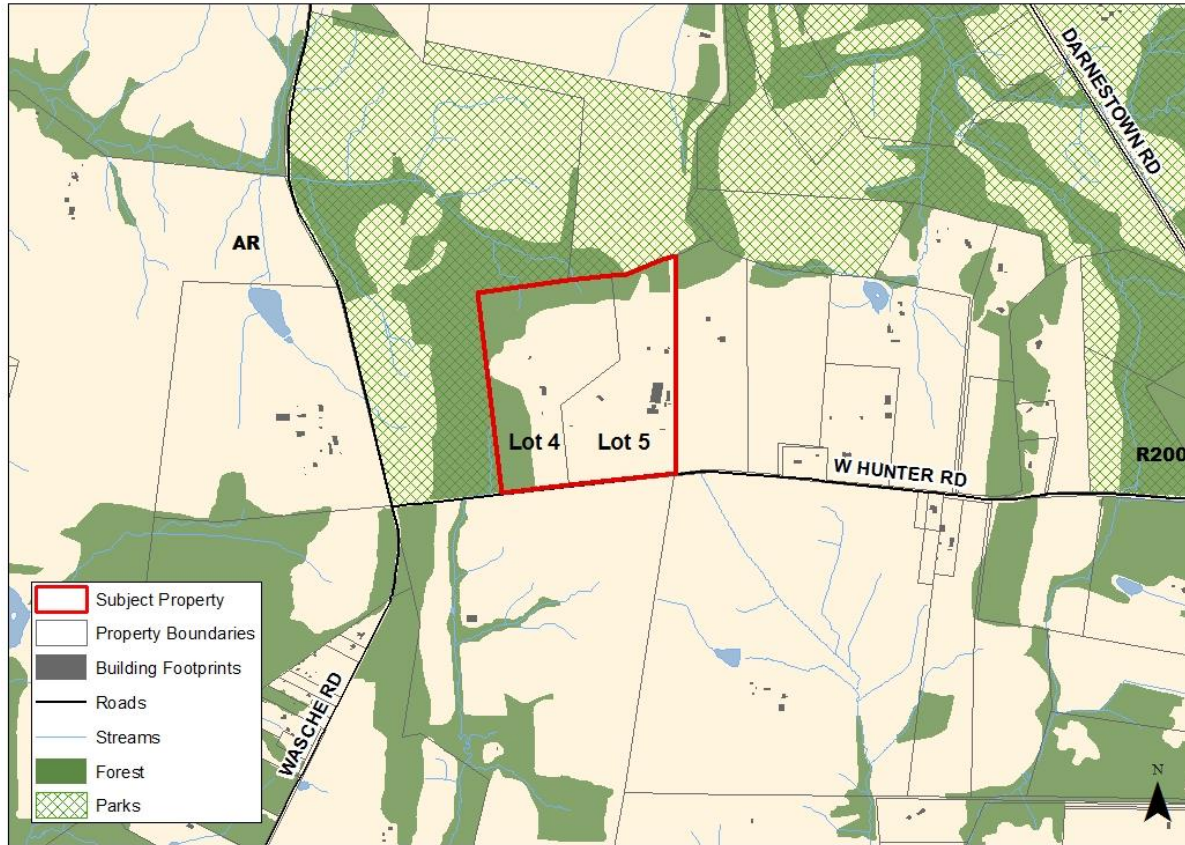 DARNESTOWN RD
AR
Lot 4
Lot 5
W HUNTER RD
R200
WASCHE RD
Subject Property
Property Boundaries
Building Footprints
Roads
Streams
Forest
Parks
N